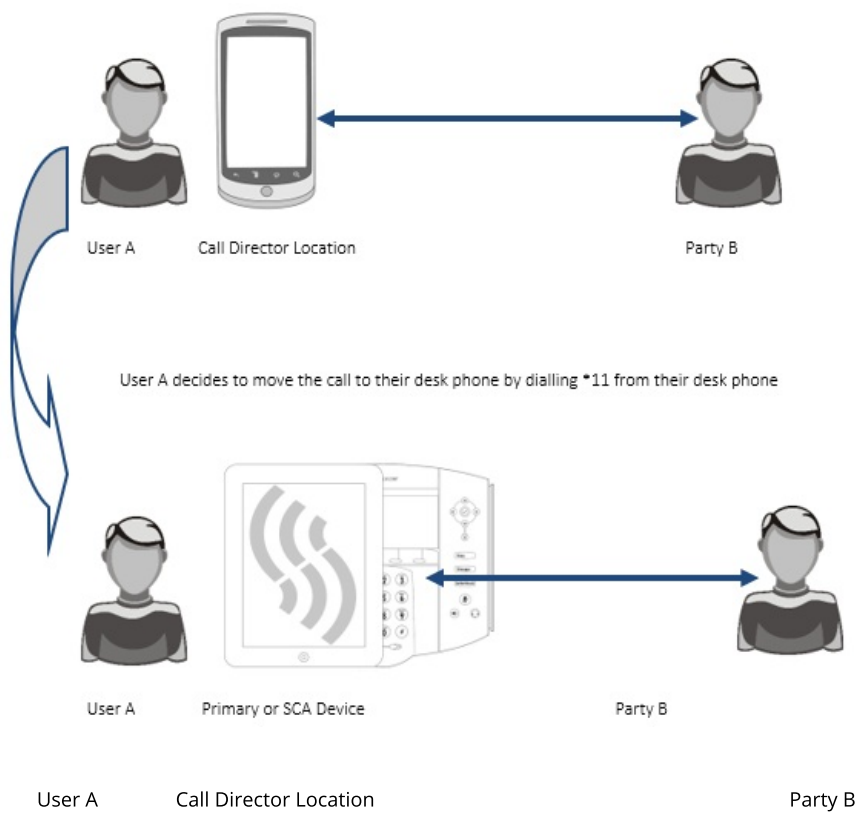 User A Call Director Location Party B
User A decides to move the call to their desk phone by dialling *11 from their desk phone
User A Primary or SCA Device Party B
User A Call Director Location Party B